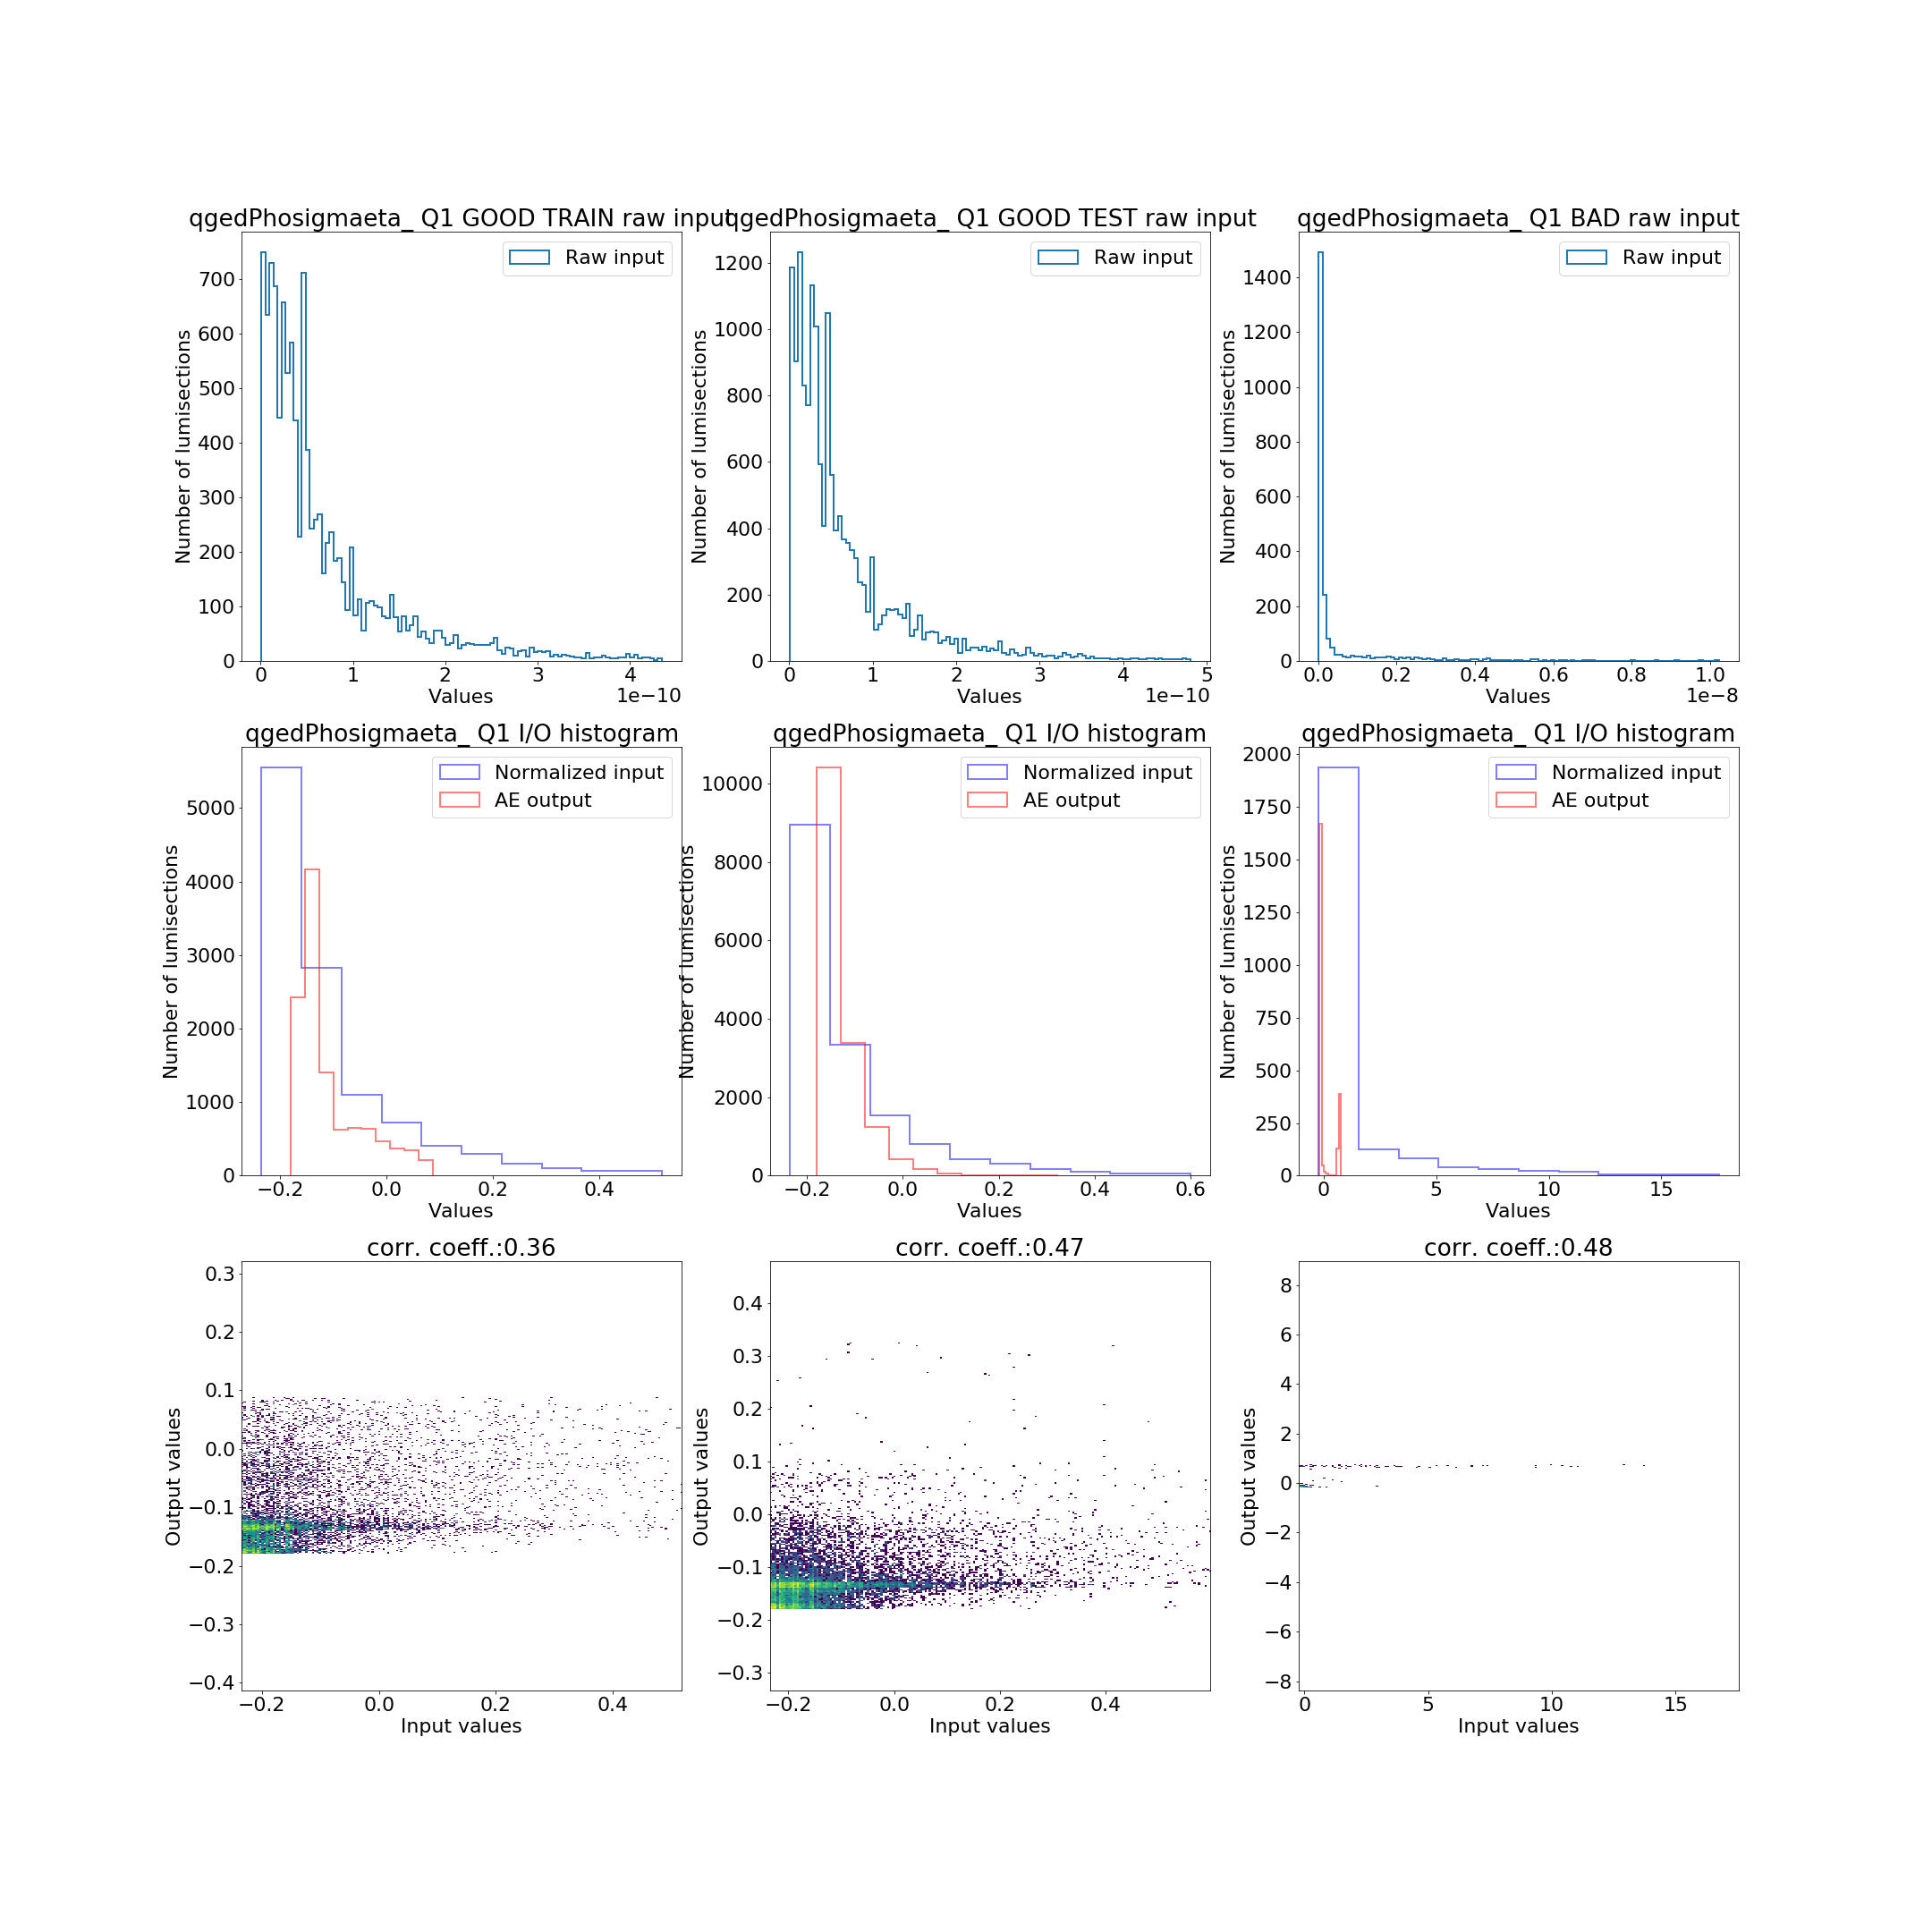 qgedPhosigmaeta_ Q1 GOOD TRAIN raw input
Raw input
Number of lumisections
700
600
500
400
300
200
100
0
0 1 2 3 4
1e−10
Values
qgedPhosigmaeta_ Q1 GOOD TEST raw input
Raw input
Number of lumisections
1200
1000
800
600
400
200
0
0 1 2 3 4 5
1e−10
Values
qgedPhosigmaeta_ Q1 BAD raw input
Raw input
Number of lumisections
1400
1200
1000
800
600
400
200
0
0.0 0.2 0.4 0.6 0.8 1.0
1e−8
Values
qgedPhosigmaeta_ Q1 I/O histogram
Normalized input
AE output
Number of lumisections
5000
4000
3000
2000
1000
0
−0.2 0.0 0.2 0.4
Values
qgedPhosigmaeta_ Q1 I/O histogram
Normalized input
AE output
Number of lumisections
10000
8000
6000
4000
2000
0
−0.2 0.0 0.2 0.4 0.6
Values
qgedPhosigmaeta_ Q1 I/O histogram
Normalized input
AE output
Number of lumisections
2000
1750
1500
1250
1000
750
500
250
0
0 5 10 15
Values
corr. coeff.:0.36
Output values
0.3
0.2
0.1
0.0
−0.1
−0.2
−0.3
−0.4
−0.2 0.0 0.2 0.4
Input values
corr. coeff.:0.47
Output values
0.4
0.3
0.2
0.1
0.0
−0.1
−0.2
−0.3
−0.2 0.0 0.2 0.4
Input values
corr. coeff.:0.48
Output values
8
6
4
2
0
−2
−4
−6
−8
0 5 10 15
Input values